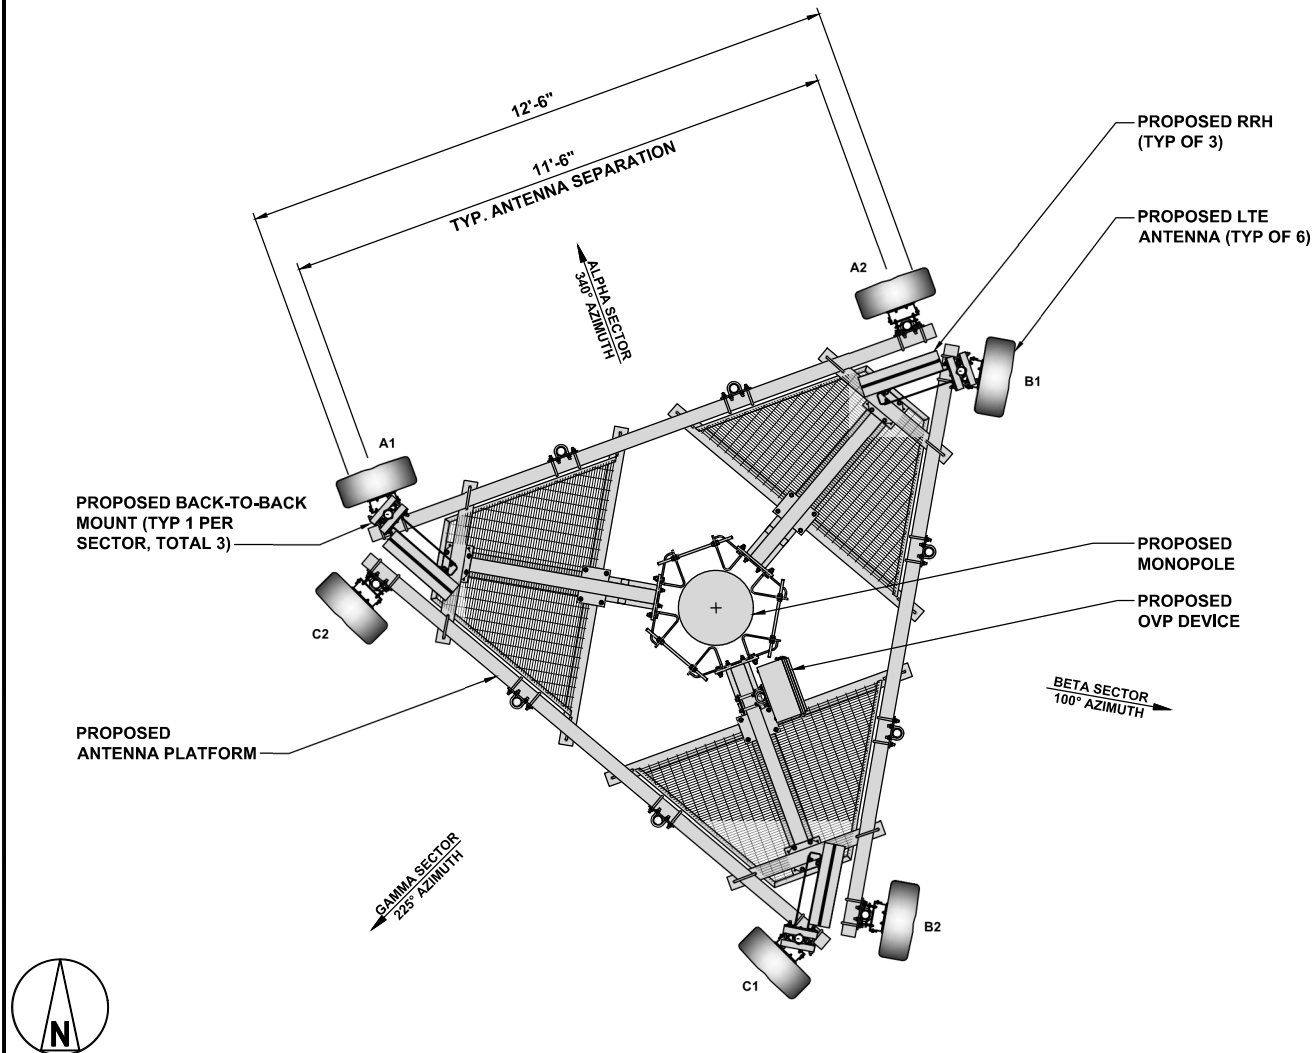 12'-6"
11'-6"
TYP. ANTENNA SEPARATION
PROPOSED RRH
(TYP OF 3)
PROPOSED LTE
ANTENNA (TYP OF 6)
ALPHA SECTOR
340° AZIMUTH
A2
B1
A1
PROPOSED BACK-TO-BACK
MOUNT (TYP 1 PER
SECTOR, TOTAL 3)
PROPOSED
MONOPOLE
PROPOSED
OVP DEVICE
C2
BETA SECTOR
100° AZIMUTH
PROPOSED
ANTENNA PLATFORM
GAMMA SECTOR
225° AZIMUTH
B2
C1
N